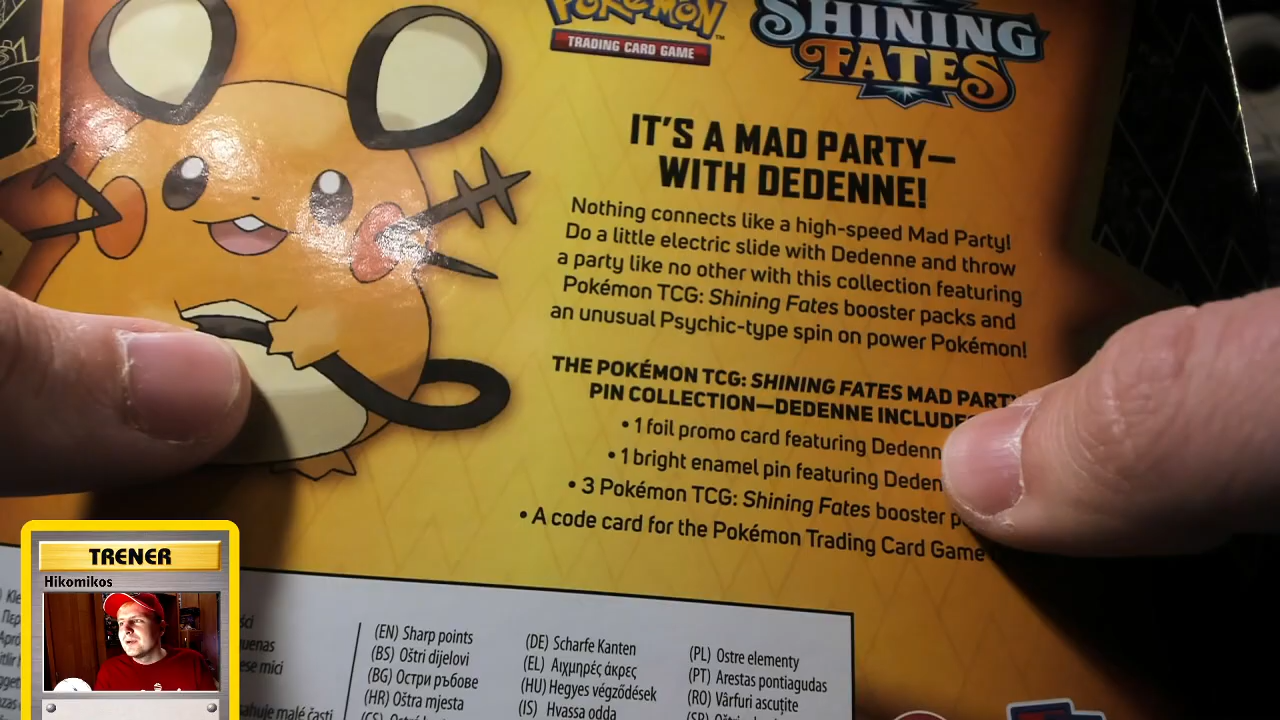 POKéMON
TRADING CARD GAME
SHINING
FATES
IT'S A MAD PARTY—
WITH DEDENNE!
Nothing connects like a high-speed Mad Party!
Do a little electric slide with Dedenne and throw
a party like no other with this collection featuring
Pokémon TCG: Shining Fates booster packs and
an unusual Psychic-type spin on power Pokémon!
THE POKÉMON TCG: SHINING FATES MAD PARTY
PIN COLLECTION—DEDENNE INCLUDES
• 1 foil promo card featuring Dedenn
• 1 bright enamel pin featuring Deden
• 3 Pokémon TCG: Shining Fates booster p
• A code card for the Pokémon Trading Card Game
TRENER
Hikomikos
(EN) Sharp points
(BS) Oštri dijelovi
(BG) Остри ръбове
(HR) Oštra mjesta
(DE) Scharfe Kanten
(EL) Αιχμηρές άκρες
(HU) Hegyes végződések
(IS) Hvassa odda
(PL) Ostre elementy
(PT) Arestas pontiagudas
(RO) Vârfuri ascuțite
ese mici
malé časti